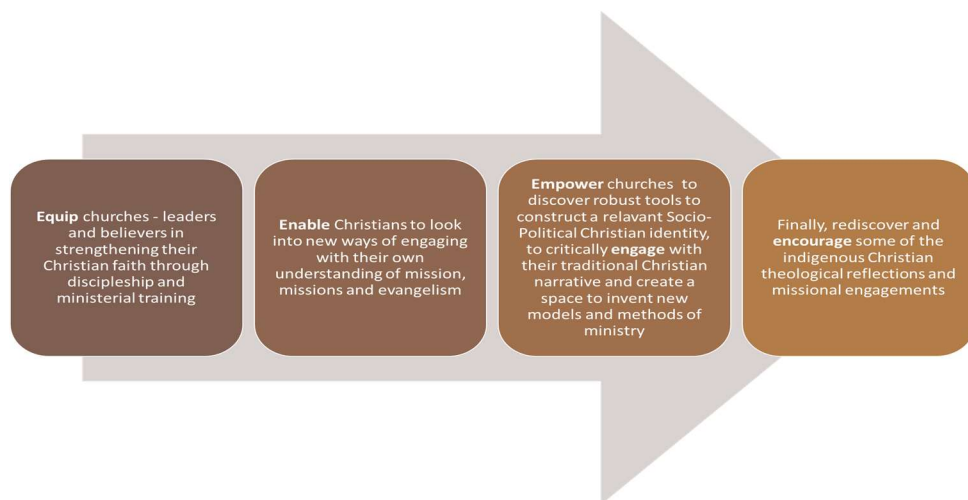 Equip churches - leaders
and believers in
strengthening their
Christian faith through
discipleship and
ministerial training
Enable Christians to look
into new ways of engaging
with their own
understanding of mission,
missions and evangelism
Empower churches to
discover robust tools to
construct a relavant Socio-
Political Christian identity,
to critically engage with
their traditional Christian
narrative and create a
space to invent new
models and methods of
ministry
Finally, rediscover and
encourage some of the
indigenous Christian
theological reflections and
missional engagements